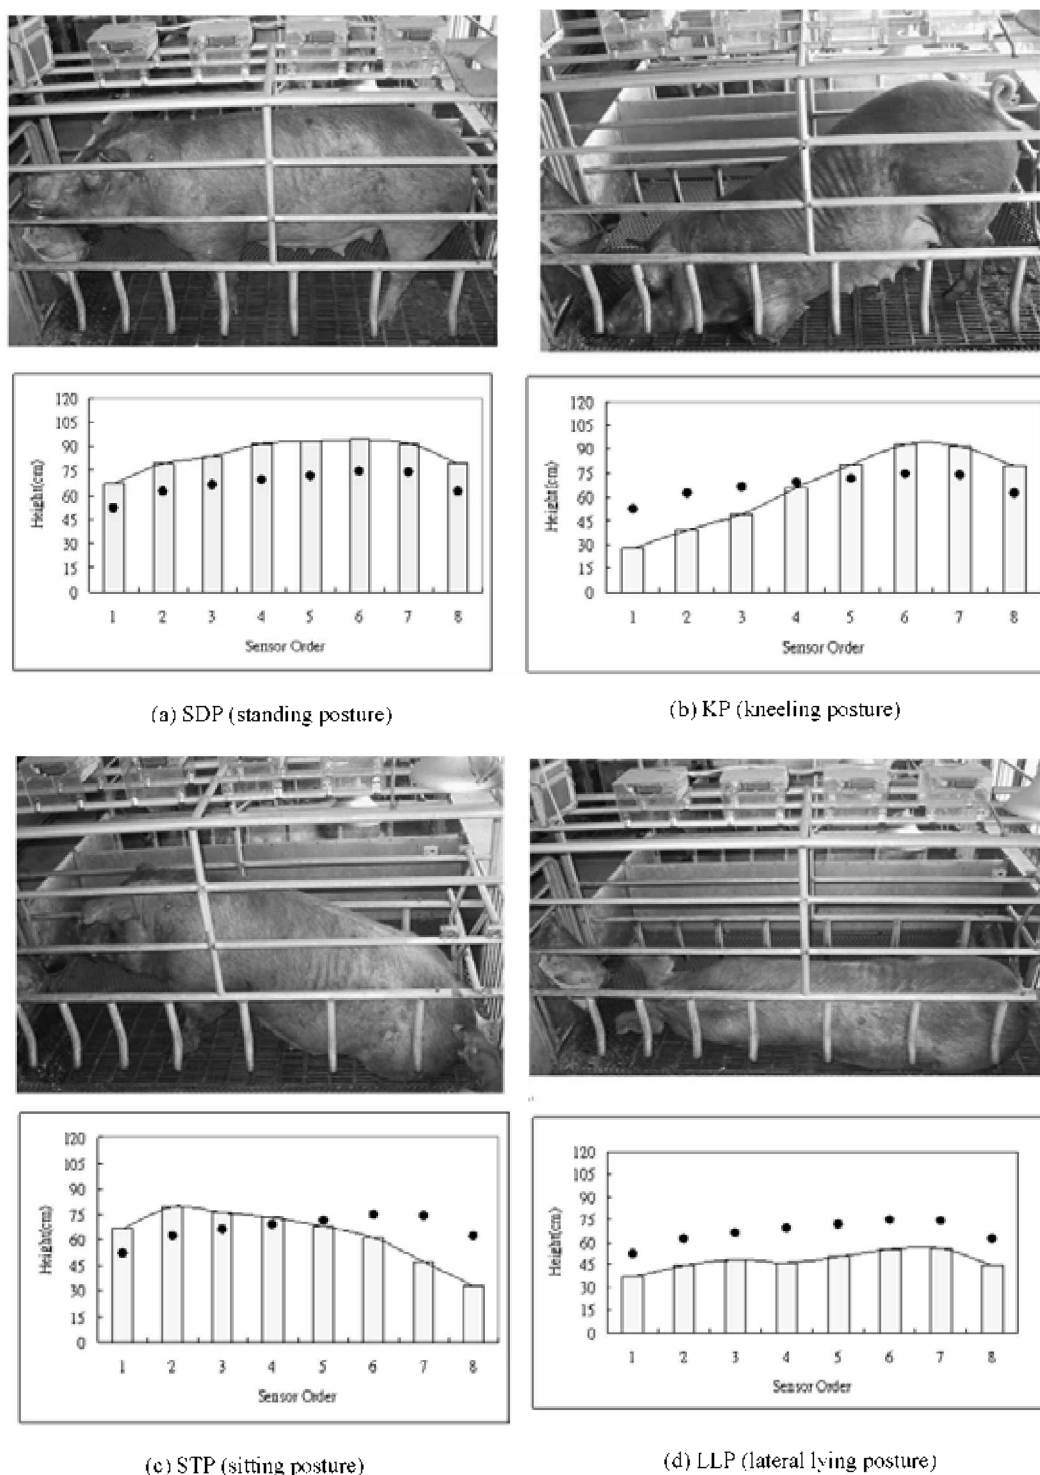 120
105
90
75
60
45
30
15
0
Height(cm)
1 2 3 4 5 6 7 8
Sensor Order
(a) SDP (standing posture)
120
105
90
75
60
45
30
15
0
Height(cm)
1 2 3 4 5 6 7 8
Sensor Order
(b) KP (kneeling posture)
120
105
90
75
60
45
30
15
0
Height(cm)
1 2 3 4 5 6 7 8
Sensor Order
(c) STP (sitting posture)
120
105
90
75
60
45
30
15
0
Height(cm)
1 2 3 4 5 6 7 8
Sensor Order
(d) LLP (lateral lying posture)